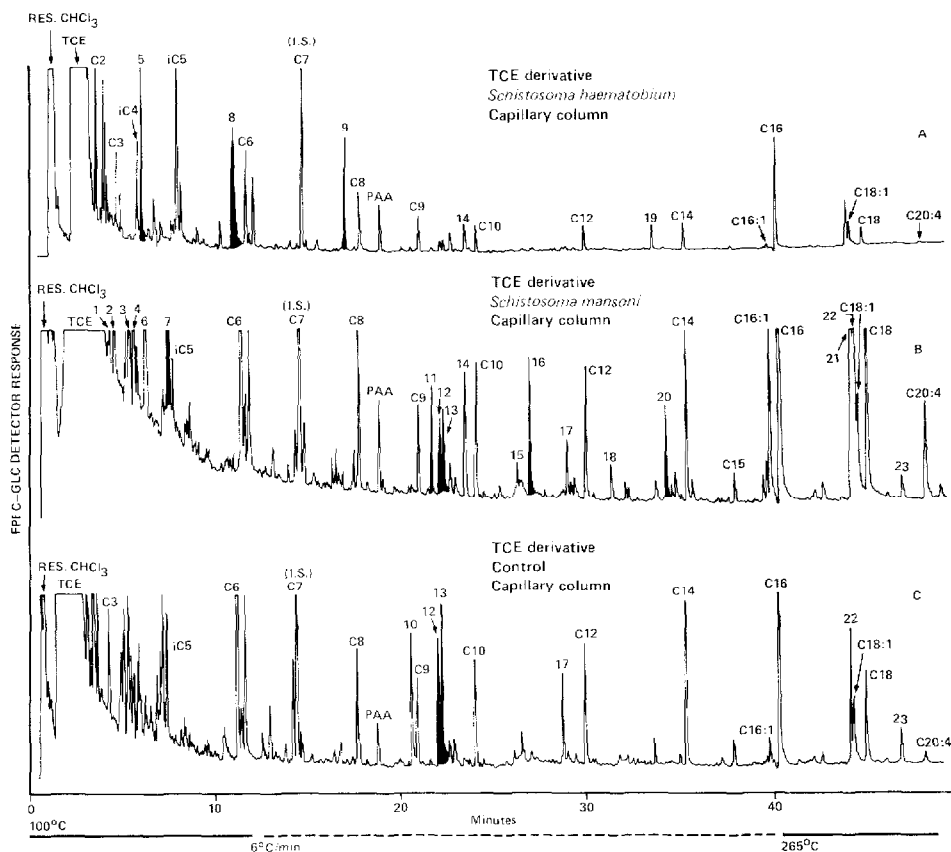 RES. CHCl3
TCE
C2
C3
iC4
5
iC5
8
C6
(I.S.)
C7
9
C8
PAA
C9
14
C10
C12
19
C14
C16:1
C16
C18:1
C18
C20:4
TCE derivative
Schistosoma haematobium
Capillary column
A
RES. CHCl3
TCE
1
2
3
4
6
7
iC5
C6
(I.S.)
C7
C8
PAA
C9
11
12
13
14
C10
15
16
17
C12
18
20
C14
C15
C16:1
C16
21
22
C18:1
C18
23
C20:4
TCE derivative
Schistosoma mansoni
Capillary column
B
RES. CHCl3
TCE
C3
iC5
C6
(I.S.)
C7
C8
PAA
10
C9
12
13
C10
17
C12
C14
C16:1
C16
22
C18:1
C18
23
C20:4
TCE derivative
Control
Capillary column
C
FPEC-GLC DETECTOR RESPONSE
0 10 20 30 40
Minutes
100°C
6°C/min
265°C